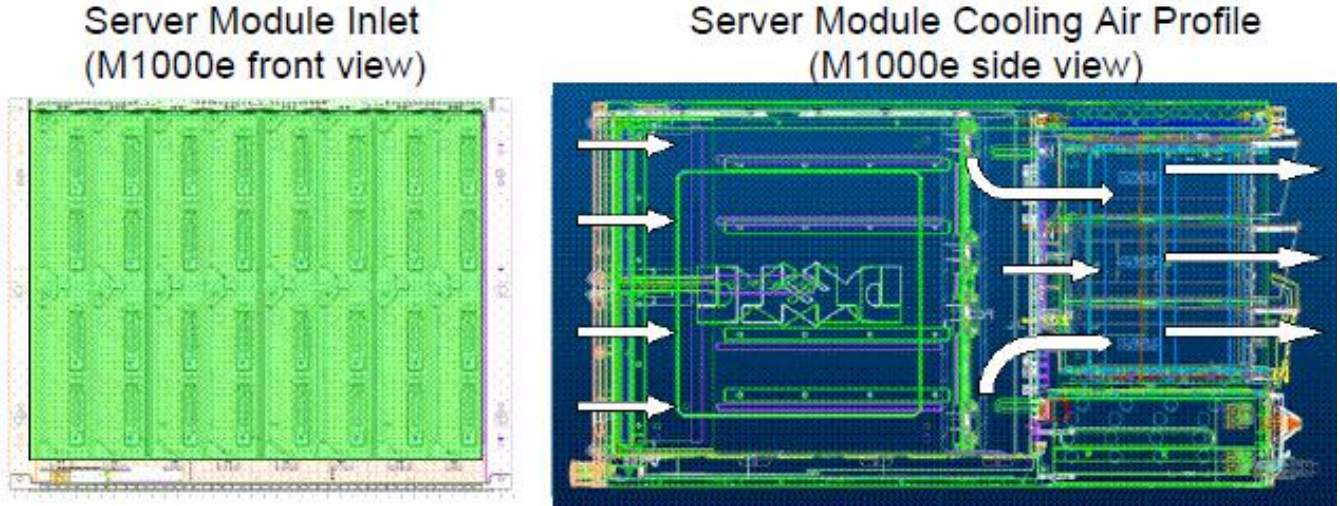 Server Module Inlet
(M1000e front view)
Server Module Cooling Air Profile
(M1000e side view)